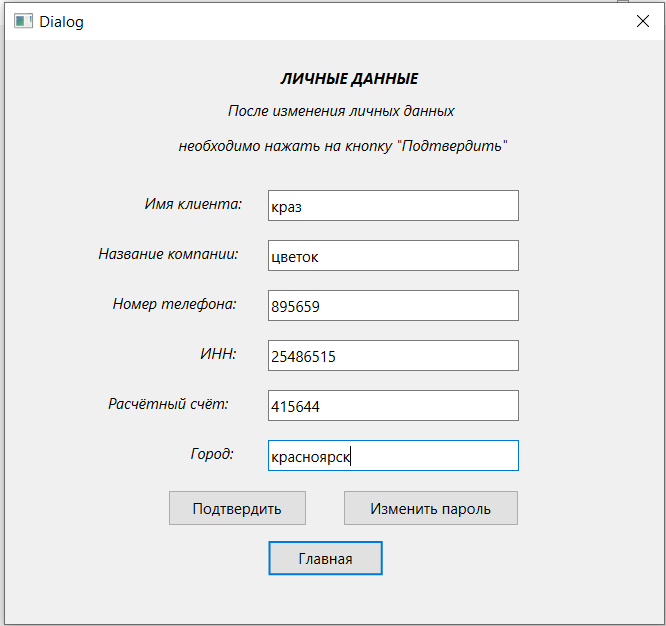 Dialog
ЛИЧНЫЕ ДАННЫЕ
После изменения личных данных
необходимо нажать на кнопку "Подтвердить"
Имя клиента: краз
Название компании: цветок
Номер телефона: 895659
ИНН: 25486515
Расчётный счёт: 415644
Город: красноярск
Подтвердить Изменить пароль
Главная